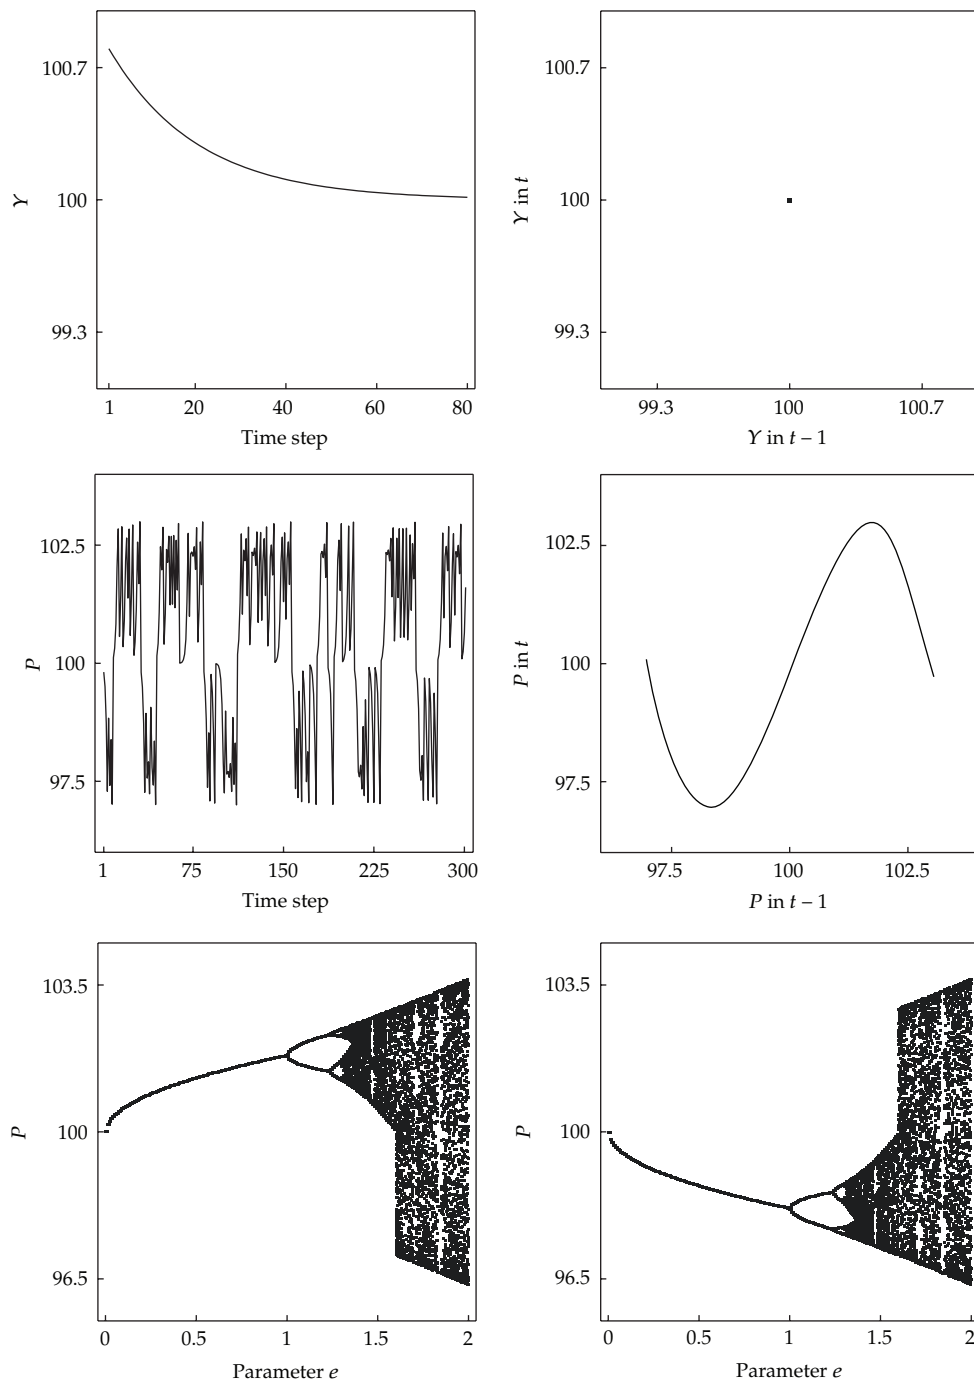 100.7
100
99.3
Y
1 20 40 60 80
Time step
100.7
100
99.3
Y in t
99.3 100 100.7
Y in t − 1
102.5
100
97.5
P
1 75 150 225 300
Time step
102.5
100
97.5
P in t
97.5 100 102.5
P in t − 1
103.5
100
96.5
P
0 0.5 1 1.5 2
Parameter e
103.5
100
96.5
P
0 0.5 1 1.5 2
Parameter e